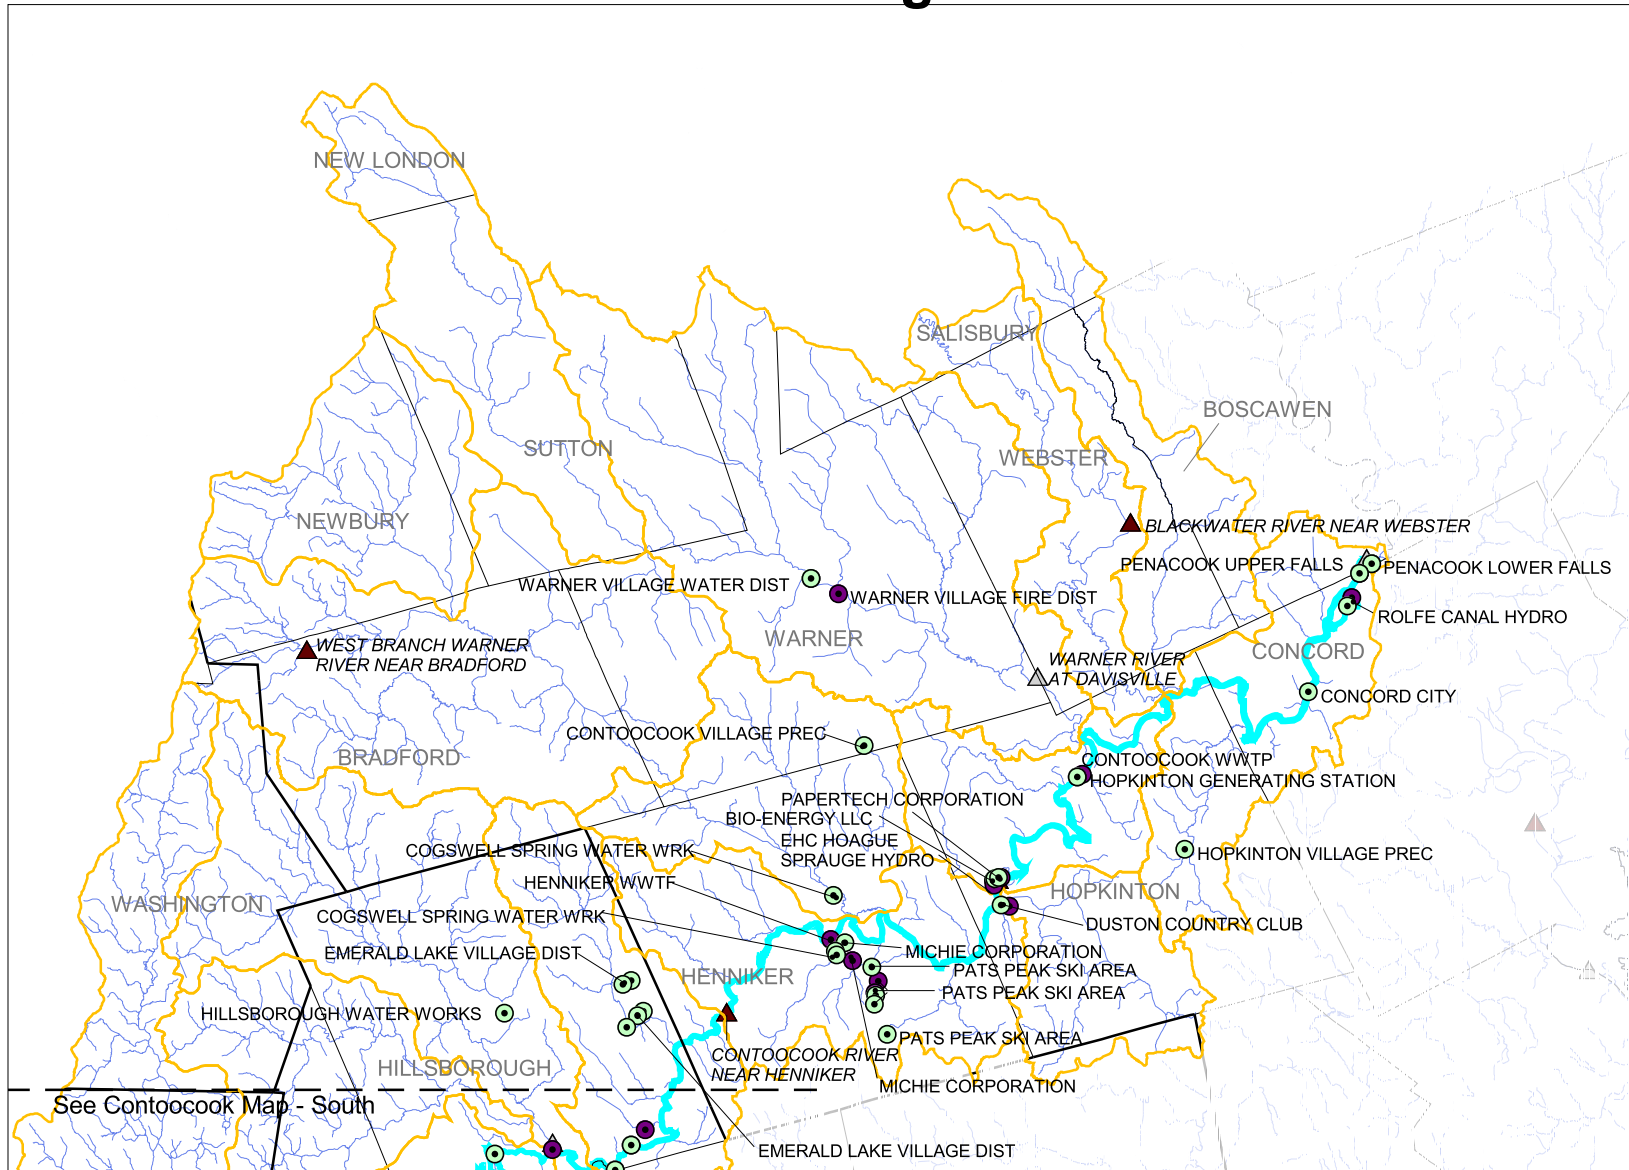 NEW LONDON
SALISBURY
BOSCAWEN
SUTTON
WEBSTER
NEWBURY
BLACKWATER RIVER NEAR WEBSTER
PENACOOK UPPER FALLS
PENACOOK LOWER FALLS
WARNER VILLAGE WATER DIST
WARNER VILLAGE FIRE DIST
ROLFE CANAL HYDRO
WARNER
WEST BRANCH WARNER
RIVER NEAR BRADFORD
CONCORD
WARNER RIVER
AT DAVISVILLE
CONCORD CITY
CONTOOCOOK VILLAGE PREC
BRADFORD
CONTOOCOOK WWTP
HOPKINTON GENERATING STATION
PAPERTECH CORPORATION
BIO-ENERGY LLC
EHC HOAGUE
SPRAUGE HYDRO
COGSWELL SPRING WATER WRK
HOPKINTON VILLAGE PREC
HENNIKER WWTF
HOPKINTON
WASHINGTON
COGSWELL SPRING WATER WRK
DUSTON COUNTRY CLUB
EMERALD LAKE VILLAGE DIST
MICHIE CORPORATION
PATS PEAK SKI AREA
HENNIKER
PATS PEAK SKI AREA
HILLSBOROUGH WATER WORKS
PATS PEAK SKI AREA
CONTOOCOOK RIVER
NEAR HENNIKER
HILLSBOROUGH
MICHIE CORPORATION
See Contoocook Map - South
EMERALD LAKE VILLAGE DIST